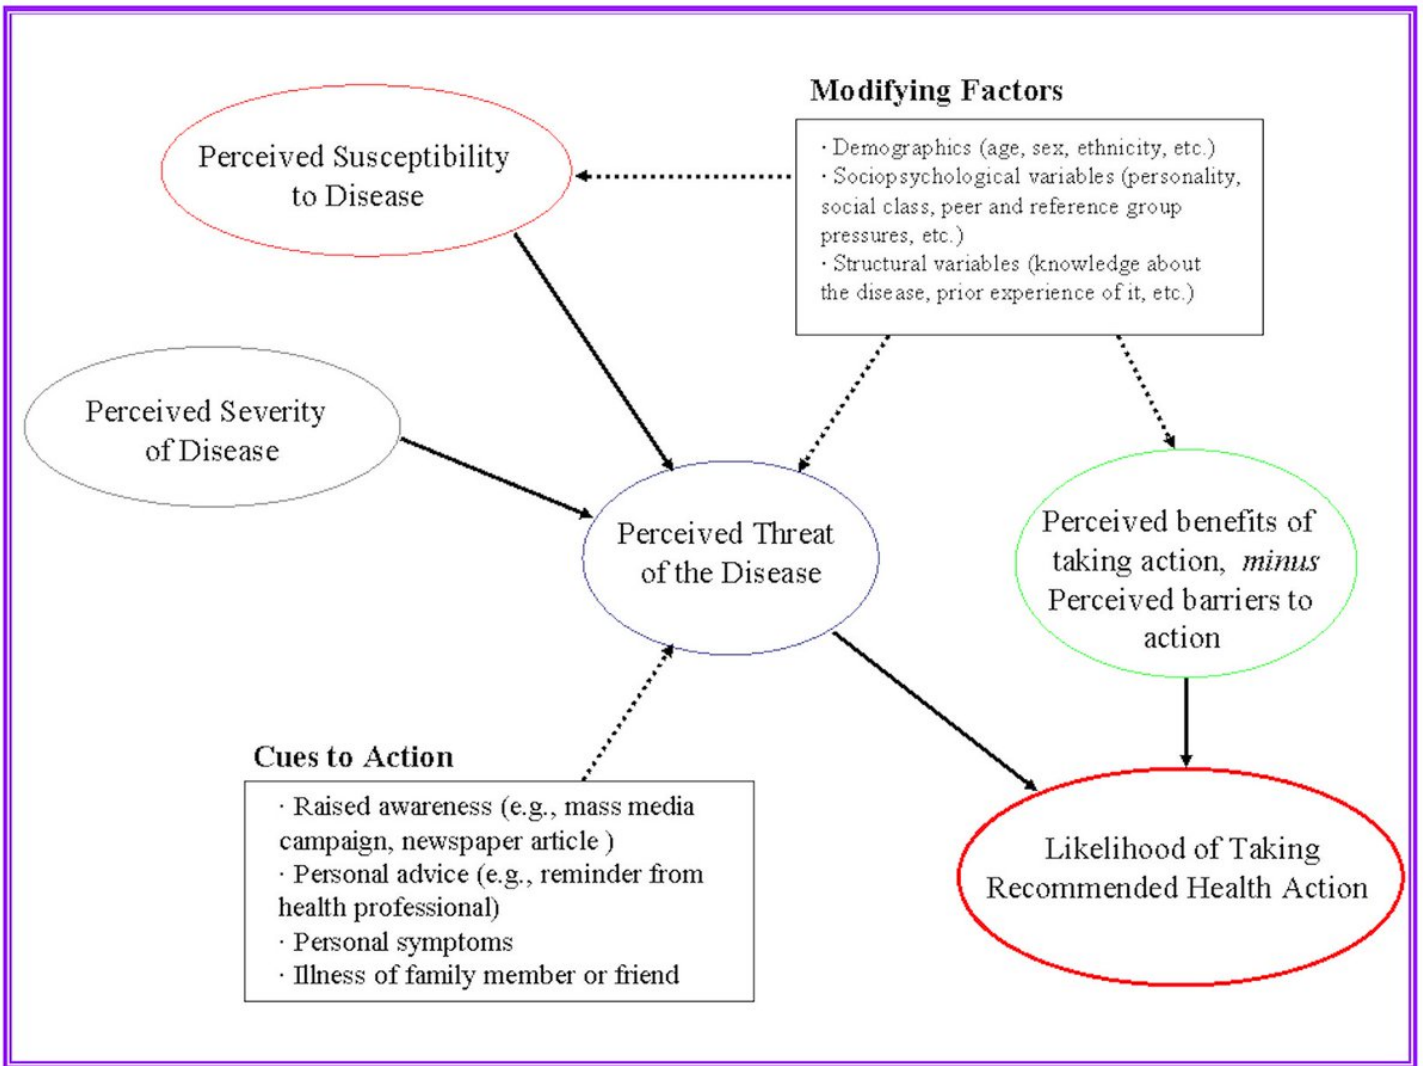 Modifying Factors
Perceived Susceptibility
to Disease
· Demographics (age, sex, ethnicity, etc.)
· Sociopsychological variables (personality,
social class, peer and reference group
pressures, etc.)
· Structural variables (knowledge about
the disease, prior experience of it, etc.)
Perceived Severity
of Disease
Perceived Threat
of the Disease
Perceived benefits of
taking action, minus
Perceived barriers to
action
Cues to Action
· Raised awareness (e.g., mass media
campaign, newspaper article )
· Personal advice (e.g., reminder from
health professional)
· Personal symptoms
· Illness of family member or friend
Likelihood of Taking
Recommended Health Action